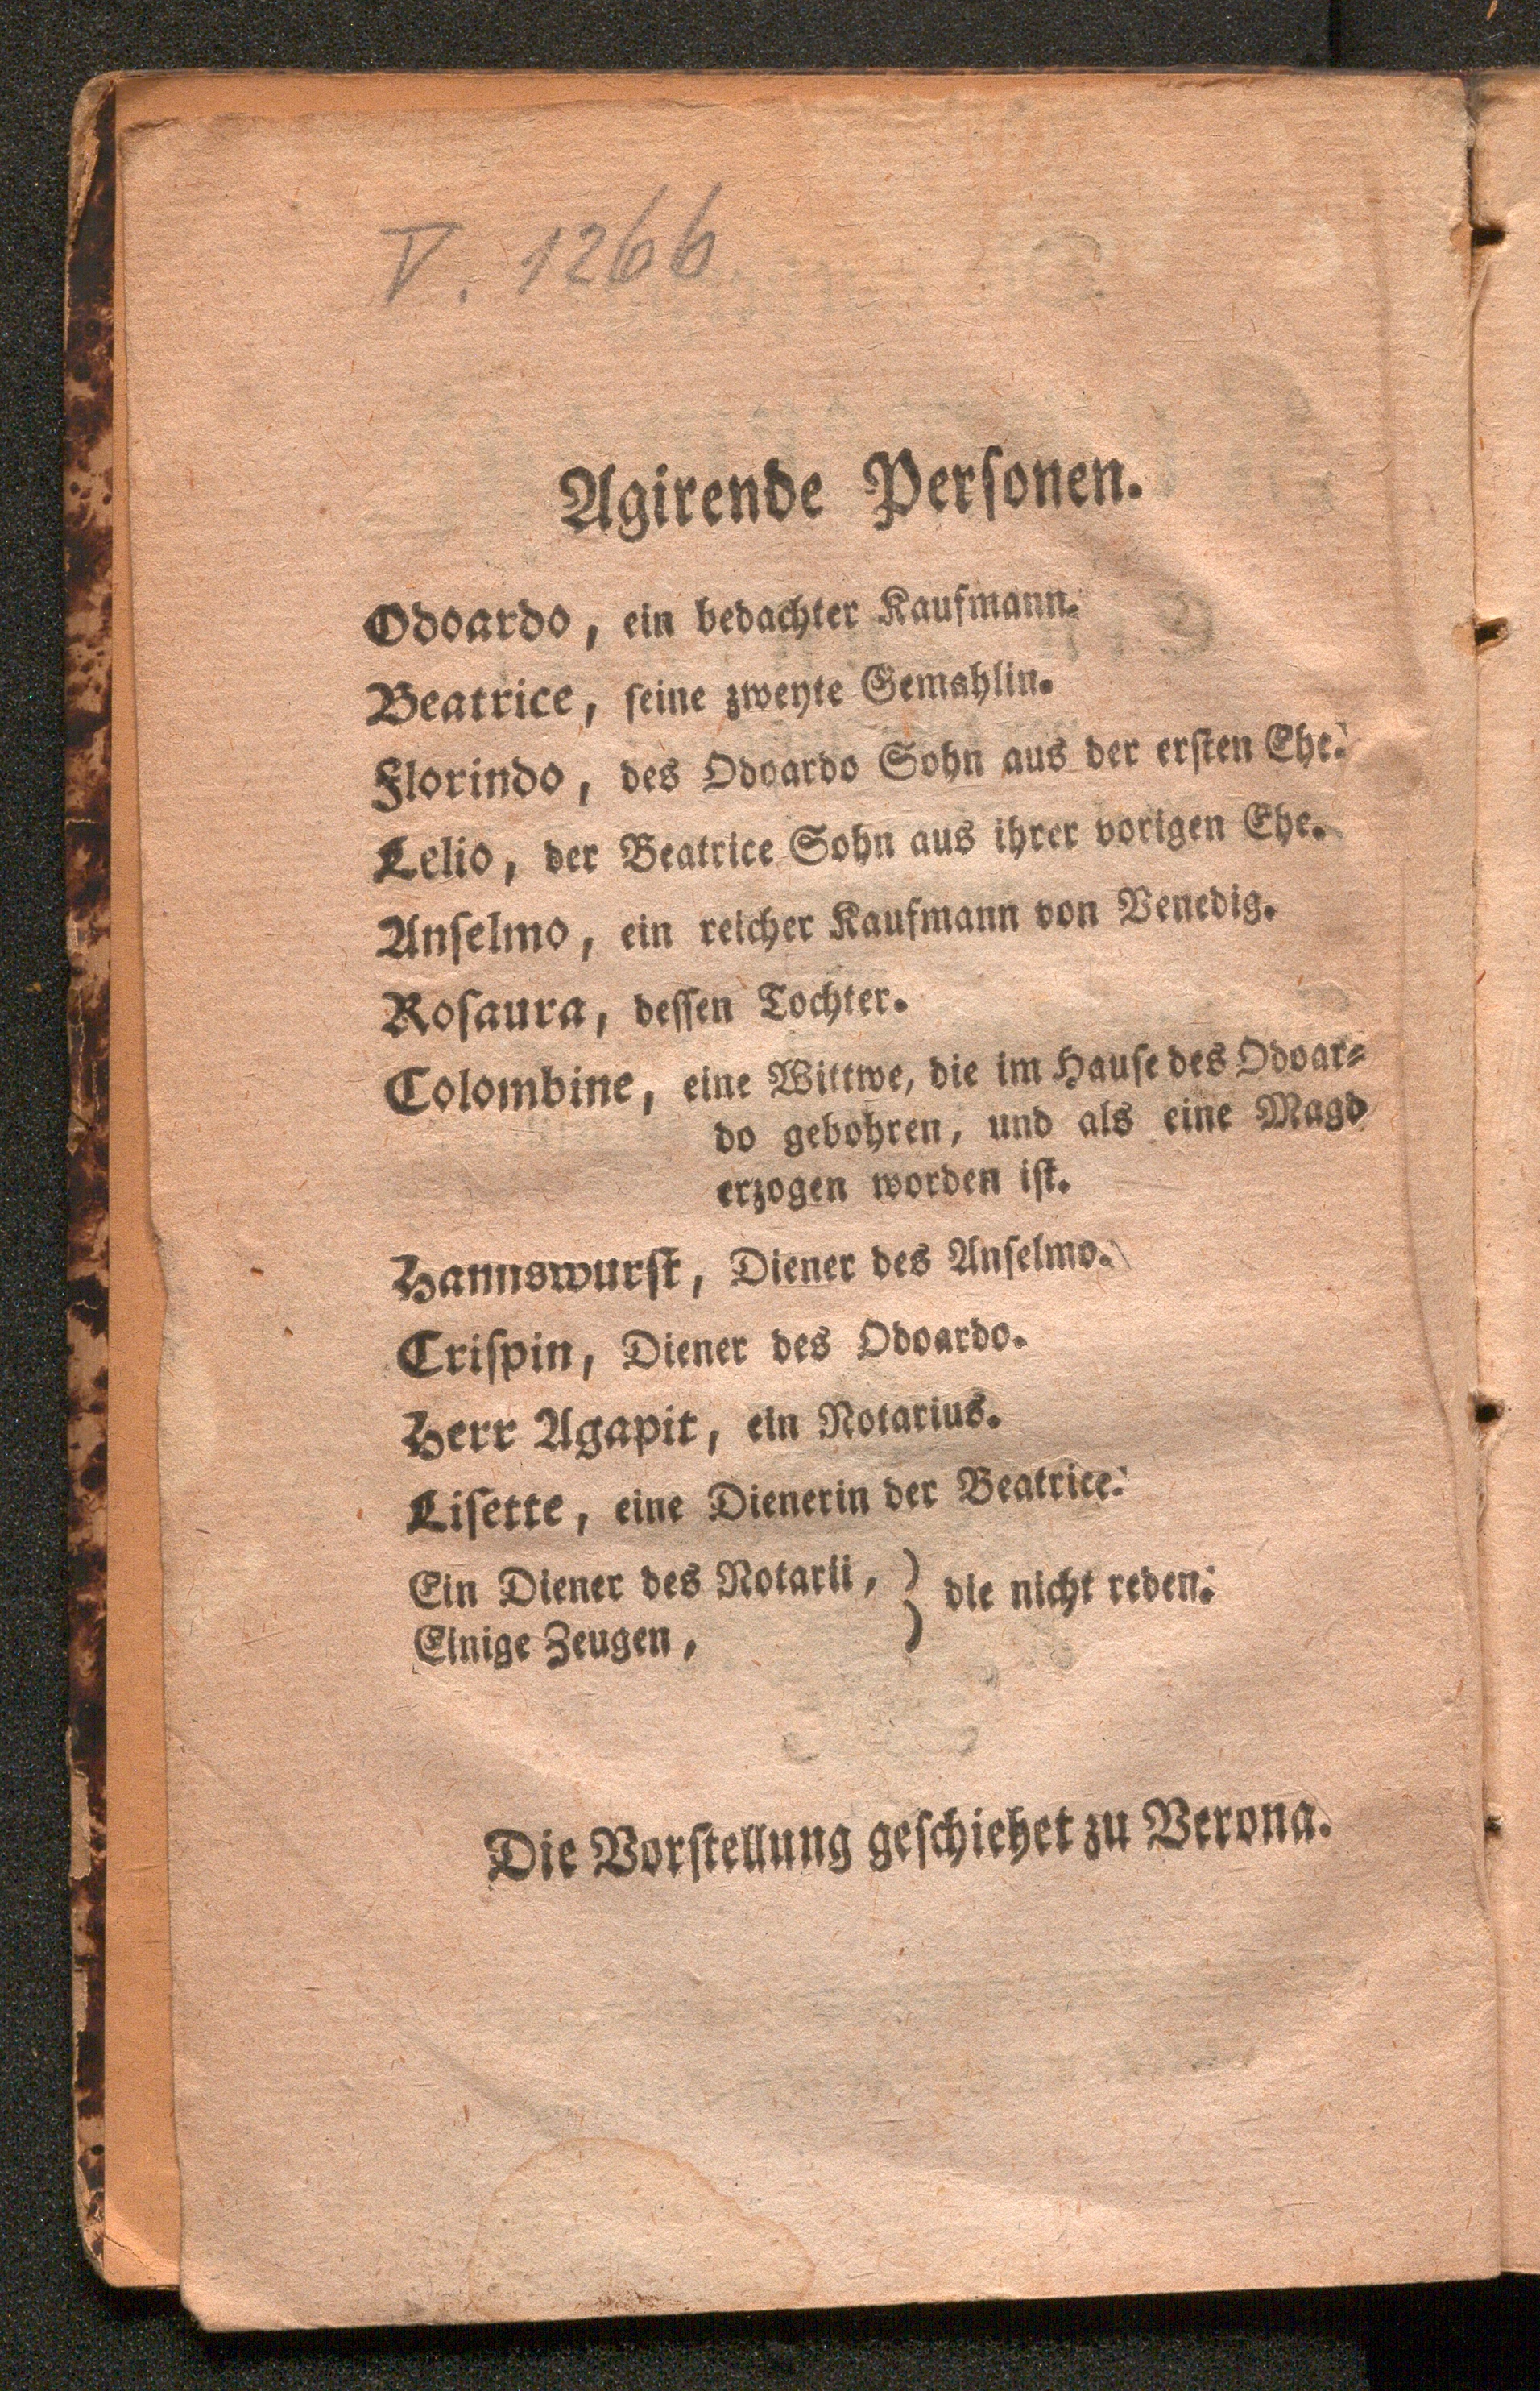 V. 1266
Agirende Perſonen.
Odoardo, ein bedachter Kaufmann.
Beatrice, ſeine zweyte Gemahlin.
Florindo, des Odoardo Sohn aus der erſten Ehe.
Lelio, der Beatrice Sohn aus ihrer vorigen Ehe.
Anſelmo, ein reicher Kaufmann von Venedig.
Roſaura, deſſen Tochter.
Colombine, eine Wittwe, die im Hauſe des Odoar⸗
do gebohren, und als eine Magd
erzogen worden iſt.
Hannswurſt, Diener des Anſelmo.
Criſpin, Diener des Odoardo.
Herr Agapit, ein Notarius.
Liſette, eine Dienerin der Beatrice.
Ein Diener des Notarii, } die nicht reden.
Einige Zeugen,
Die Vorſtellung geſchiehet zu Verona.